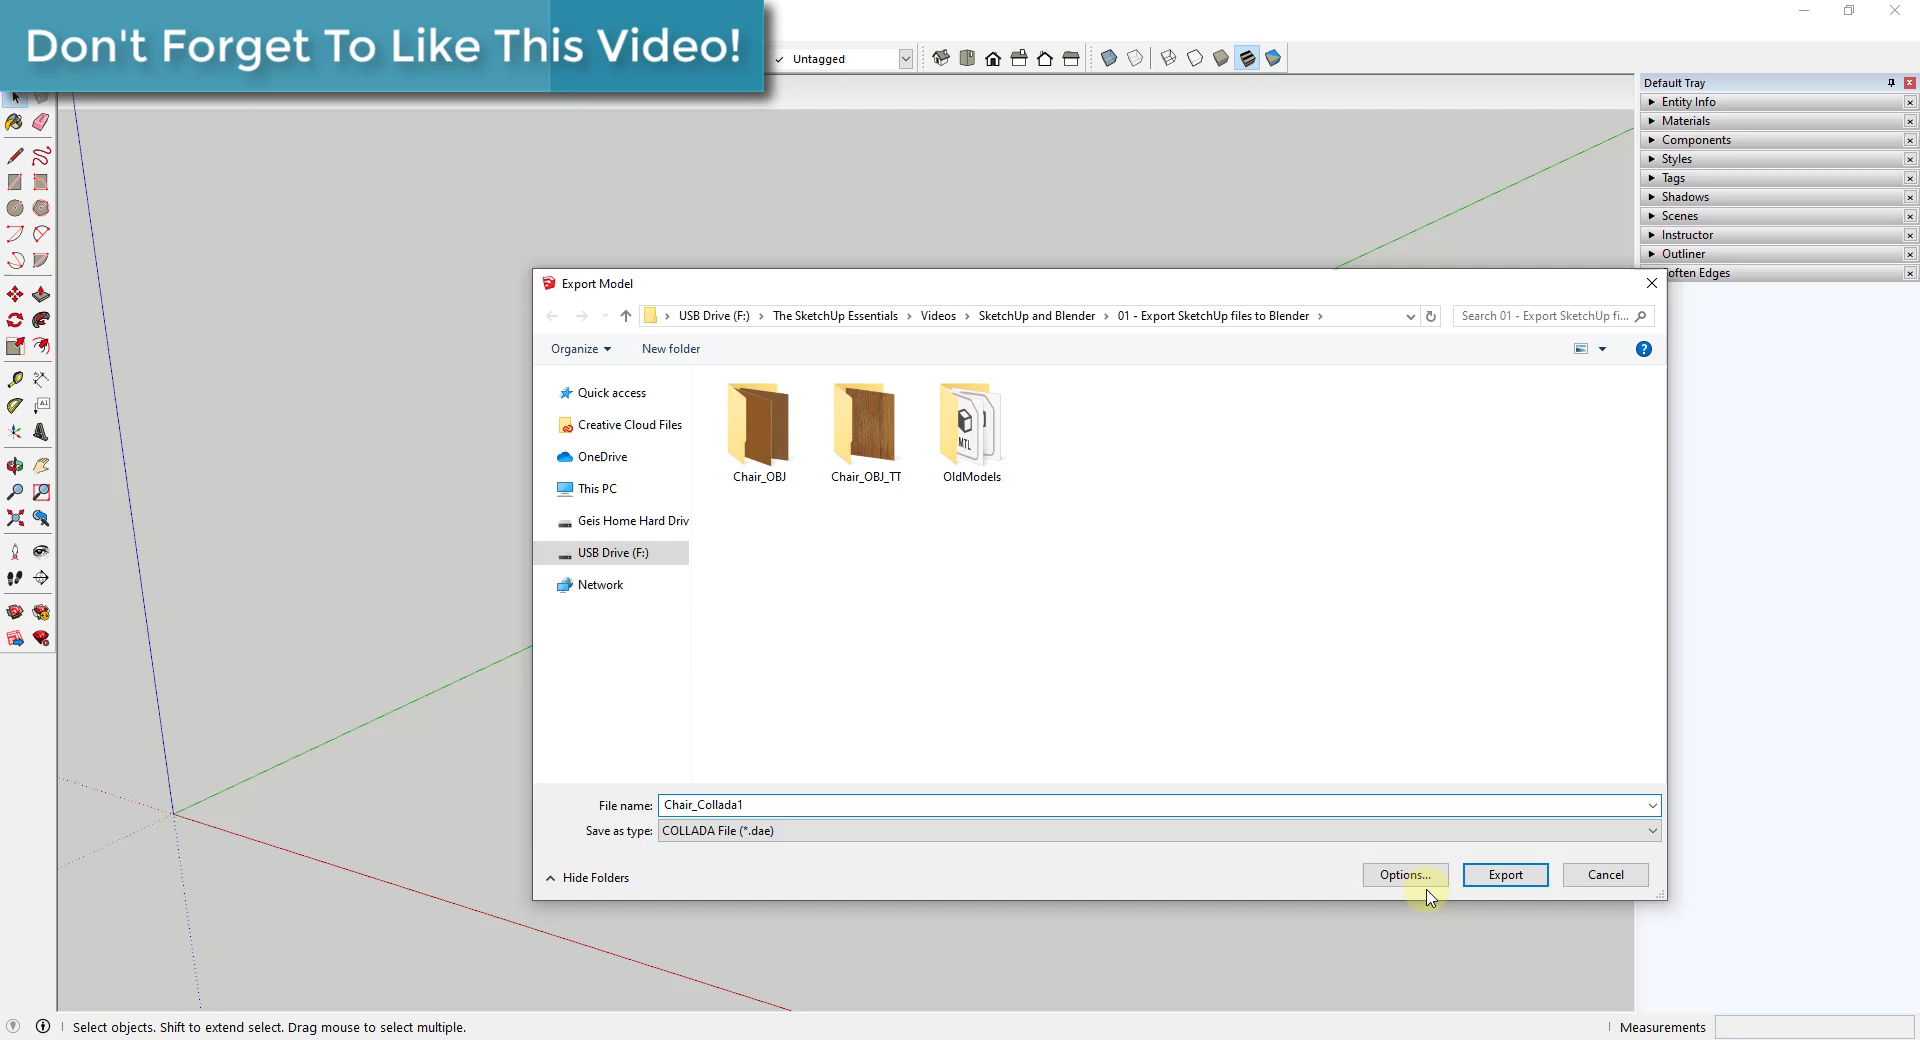 Don't Forget To Like This Video!
Untagged
Default Tray
Entity Info
Materials
Components
Styles
Tags
Shadows
Scenes
Instructor
Outliner
often Edges
Export Model
USB Drive (F:) › The SketchUp Essentials › Videos › SketchUp and Blender › 01 - Export SketchUp files to Blender ›
Search 01 - Export SketchUp fi...
Organize
New folder
Quick access
Creative Cloud Files
OneDrive
This PC
Geis Home Hard Driv
USB Drive (F:)
Network
MTL
Chair_OBJ
Chair_OBJ_TT
OldModels
File name: Chair_Collada1
Save as type: COLLADA File (*.dae)
Hide Folders
Options...
Export
Cancel
Select objects. Shift to extend select. Drag mouse to select multiple.
Measurements